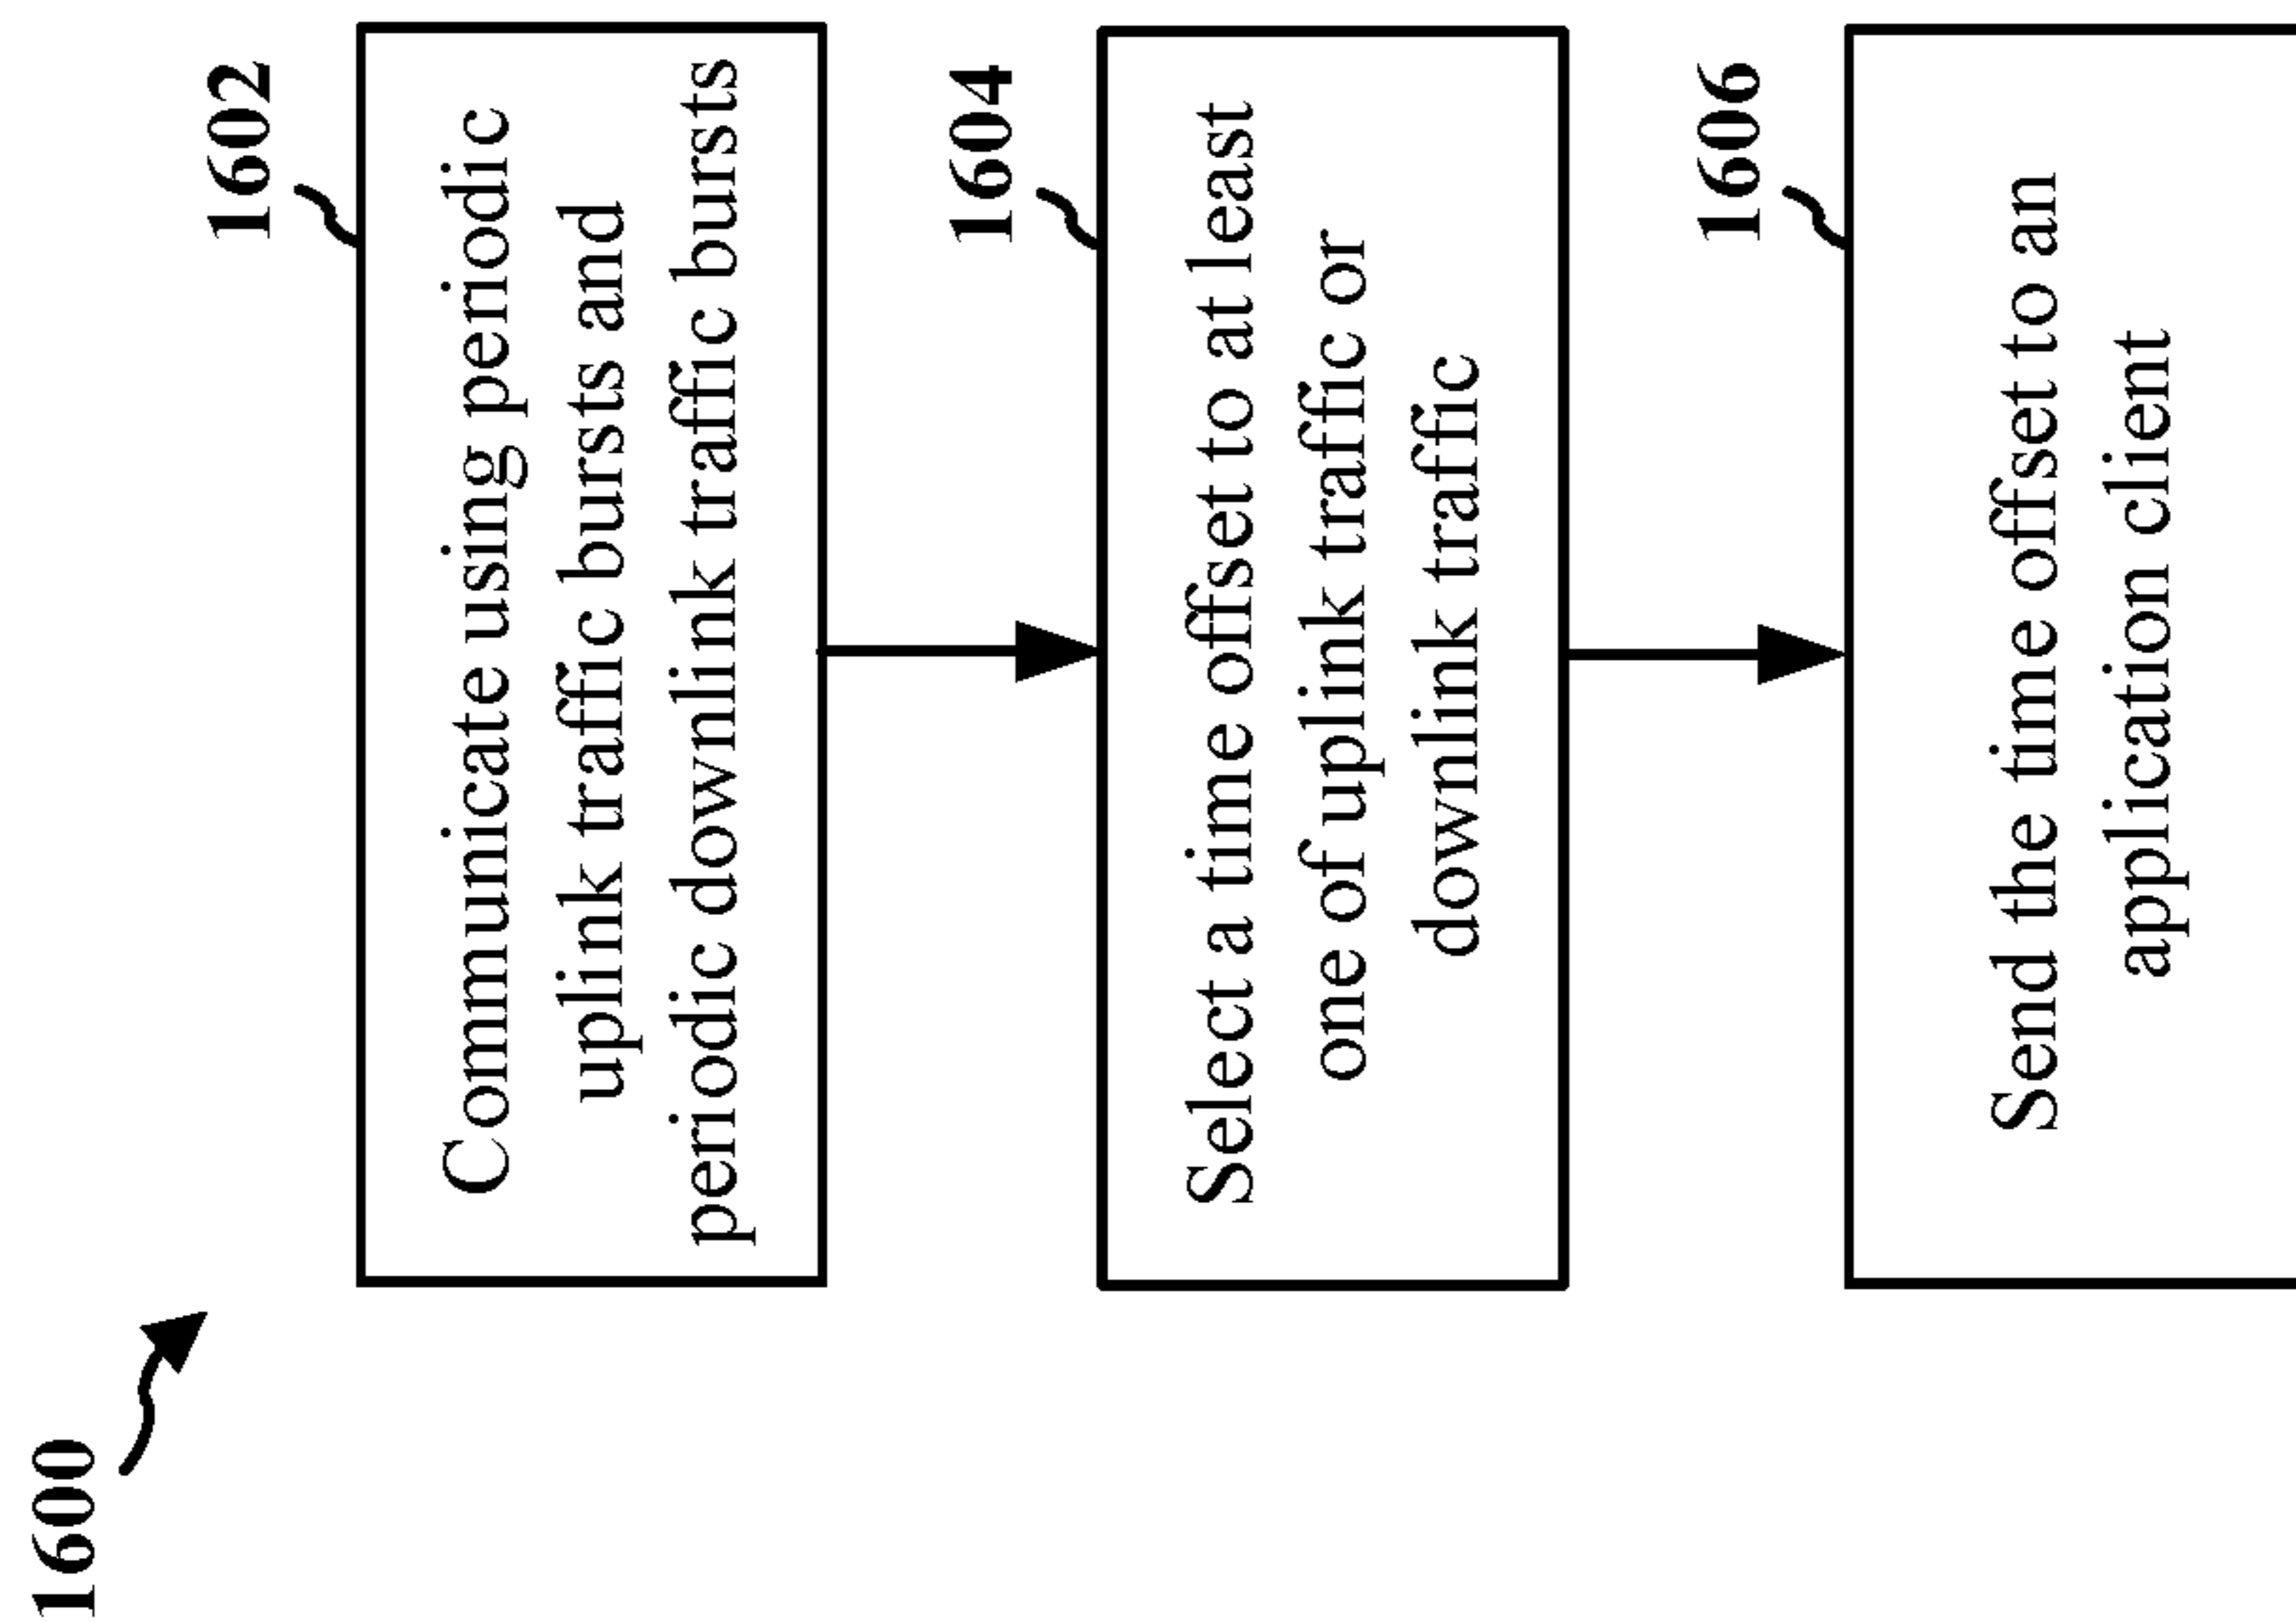 1600
1602
Communicate using periodic
uplink traffic bursts and
periodic downlink traffic bursts
1604
Select a time offset to at least
one of uplink traffic or
downlink traffic
1606
Send the time offset to an
application client